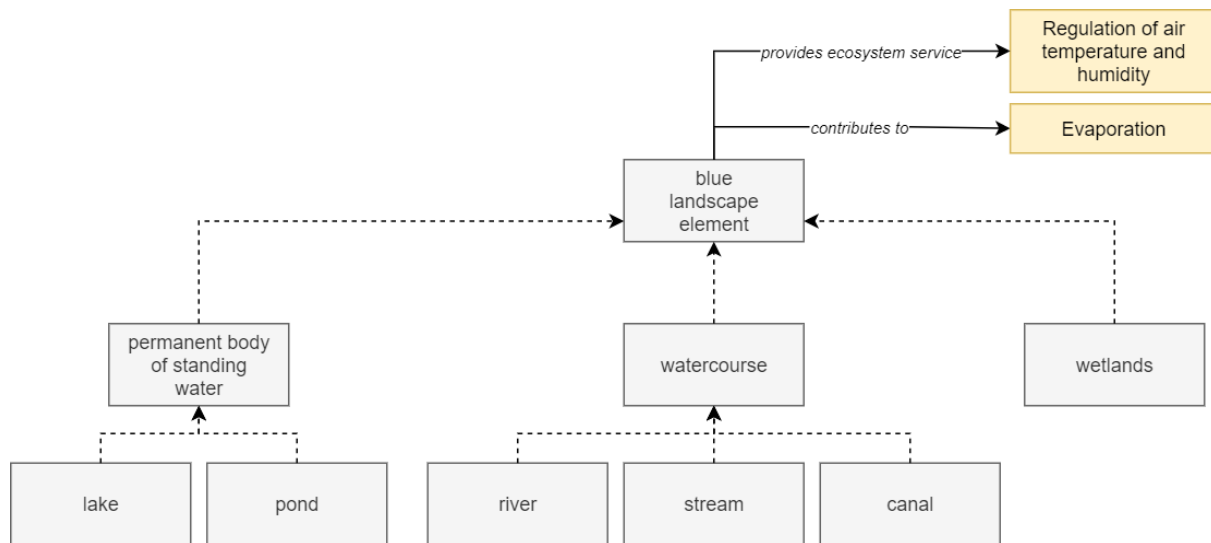 Regulation of air
temperature and
humidity
provides ecosystem service
contributes to
Evaporation
blue
landscape
element
permanent body
of standing
water
watercourse
wetlands
lake
pond
river
stream
canal